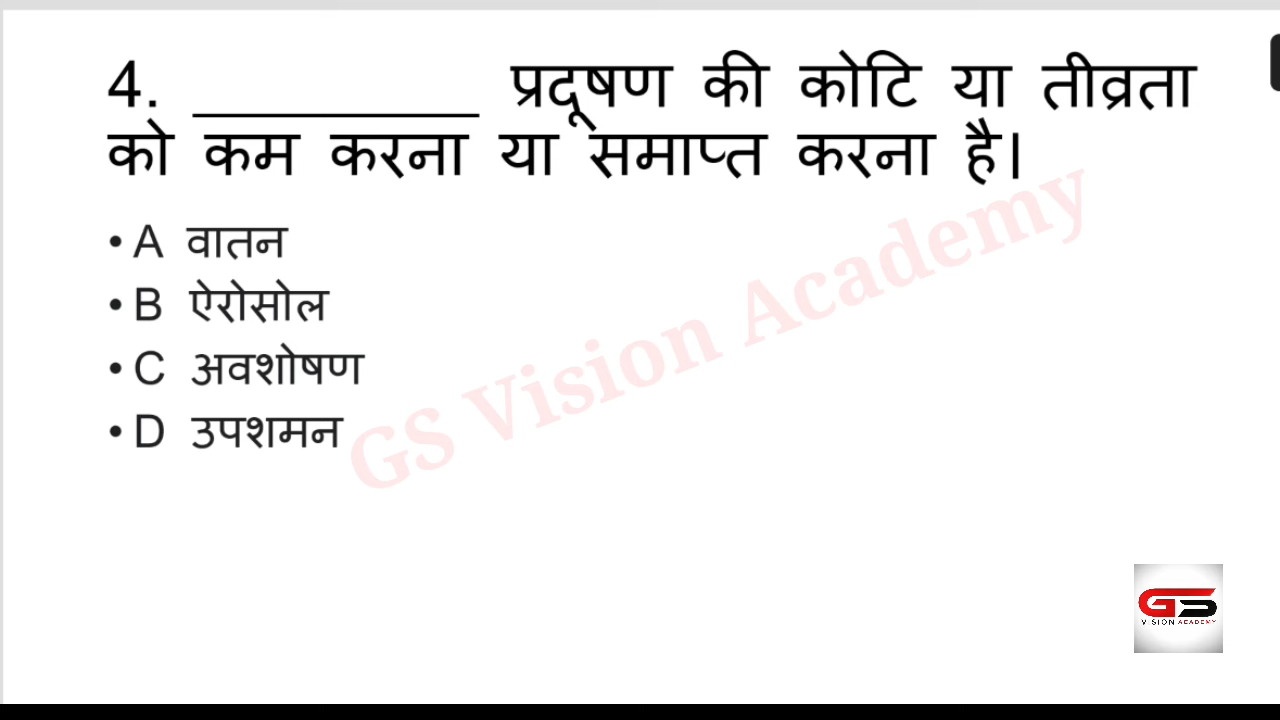 4. __________ प्रदूषण की कोटि या तीव्रता
को कम करना या समाप्त करना है।
• A वातन
• B ऐरोसोल
• C अवशोषण
• D उपशमन
GS Vision Academy
GS
VISION ACADEMY